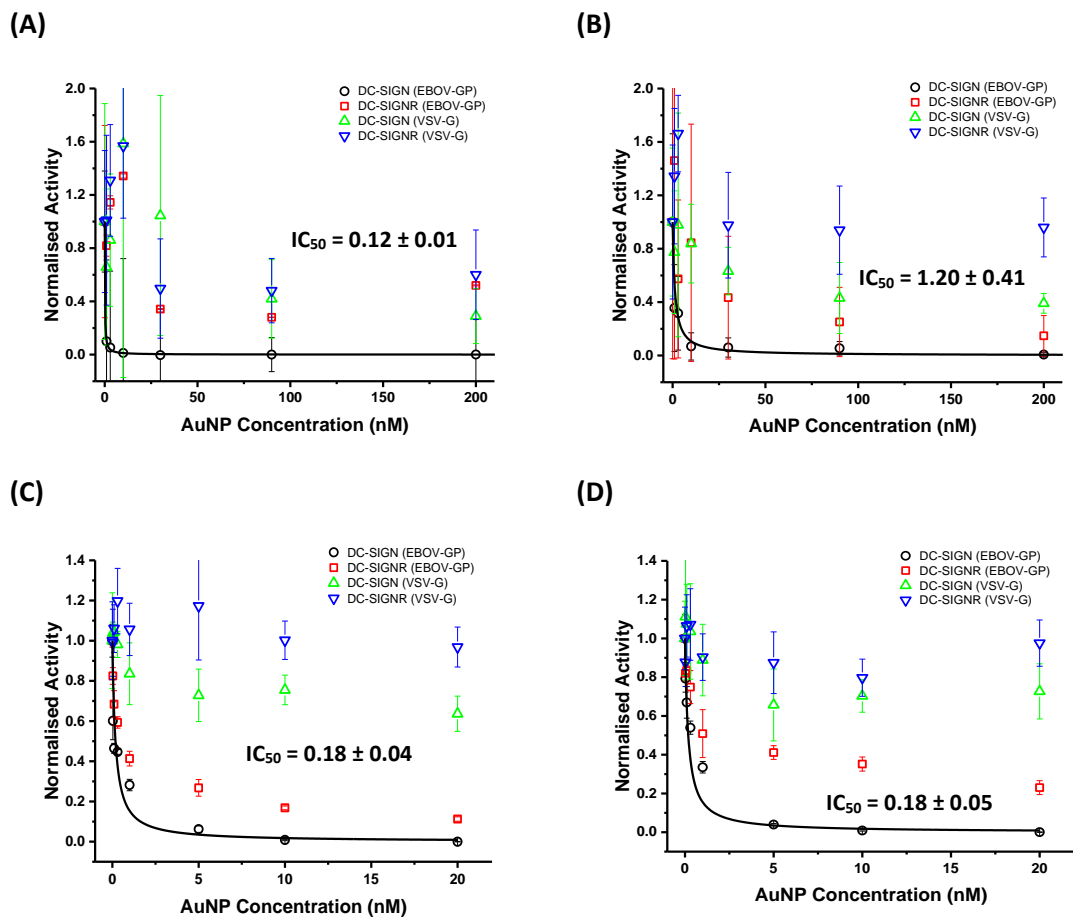 (A)
2.0
1.6
1.2
0.8
0.4
0.0
Normalised Activity
DC-SIGN (EBOV-GP)
DC-SIGNR (EBOV-GP)
DC-SIGN (VSV-G)
DC-SIGNR (VSV-G)
IC50 = 0.12 ± 0.01
0 50 100 150 200
AuNP Concentration (nM)
(B)
2.0
1.6
1.2
0.8
0.4
0.0
Normalised Activity
DC-SIGN (EBOV-GP)
DC-SIGNR (EBOV-GP)
DC-SIGN (VSV-G)
DC-SIGNR (VSV-G)
IC50 = 1.20 ± 0.41
0 50 100 150 200
AuNP Concentration (nM)
(C)
1.4
1.2
1.0
0.8
0.6
0.4
0.2
0.0
Normalised Activity
DC-SIGN (EBOV-GP)
DC-SIGNR (EBOV-GP)
DC-SIGN (VSV-G)
DC-SIGNR (VSV-G)
IC50 = 0.18 ± 0.04
0 5 10 15 20
AuNP Concentration (nM)
(D)
1.4
1.2
1.0
0.8
0.6
0.4
0.2
0.0
Normalised Activity
DC-SIGN (EBOV-GP)
DC-SIGNR (EBOV-GP)
DC-SIGN (VSV-G)
DC-SIGNR (VSV-G)
IC50 = 0.18 ± 0.05
0 5 10 15 20
AuNP Concentration (nM)